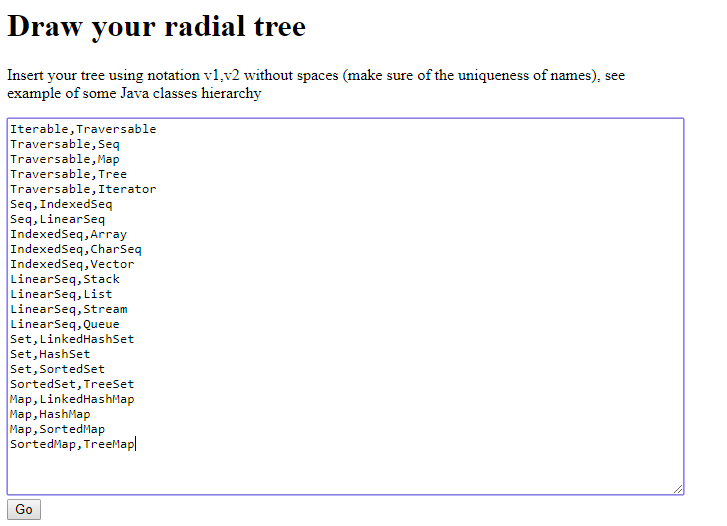 Draw your radial tree
Insert your tree using notation v1,v2 without spaces (make sure of the uniqueness of names), see
example of some Java classes hierarchy
Iterable,Traversable
Traversable,Seq
Traversable,Map
Traversable,Tree
Traversable,Iterator
Seq,IndexedSeq
Seq,LinearSeq
IndexedSeq,Array
IndexedSeq,CharSeq
IndexedSeq,Vector
LinearSeq,Stack
LinearSeq,List
LinearSeq,Stream
LinearSeq,Queue
Set,LinkedHashSet
Set,HashSet
Set,SortedSet
SortedSet,TreeSet
Map,LinkedHashMap
Map,HashMap
Map,SortedMap
SortedMap,TreeMap
Go